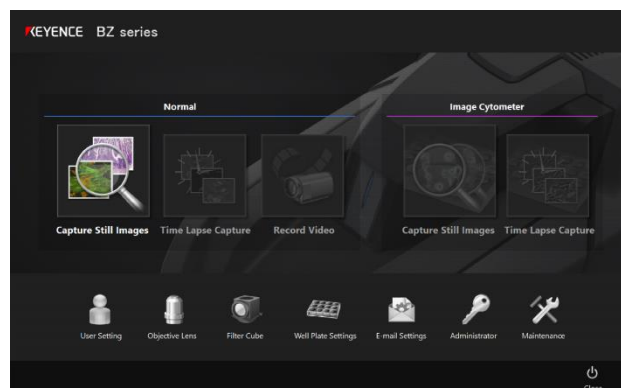 KEYENCE BZ series
Normal
Image Cytometer
Capture Still Images
Time Lapse Capture
Record Video
Capture Still Images
Time Lapse Capture
User Setting
Objective Lens
Filter Cube
Well Plate Settings
E-mail Settings
Administrator
Maintenance
Close